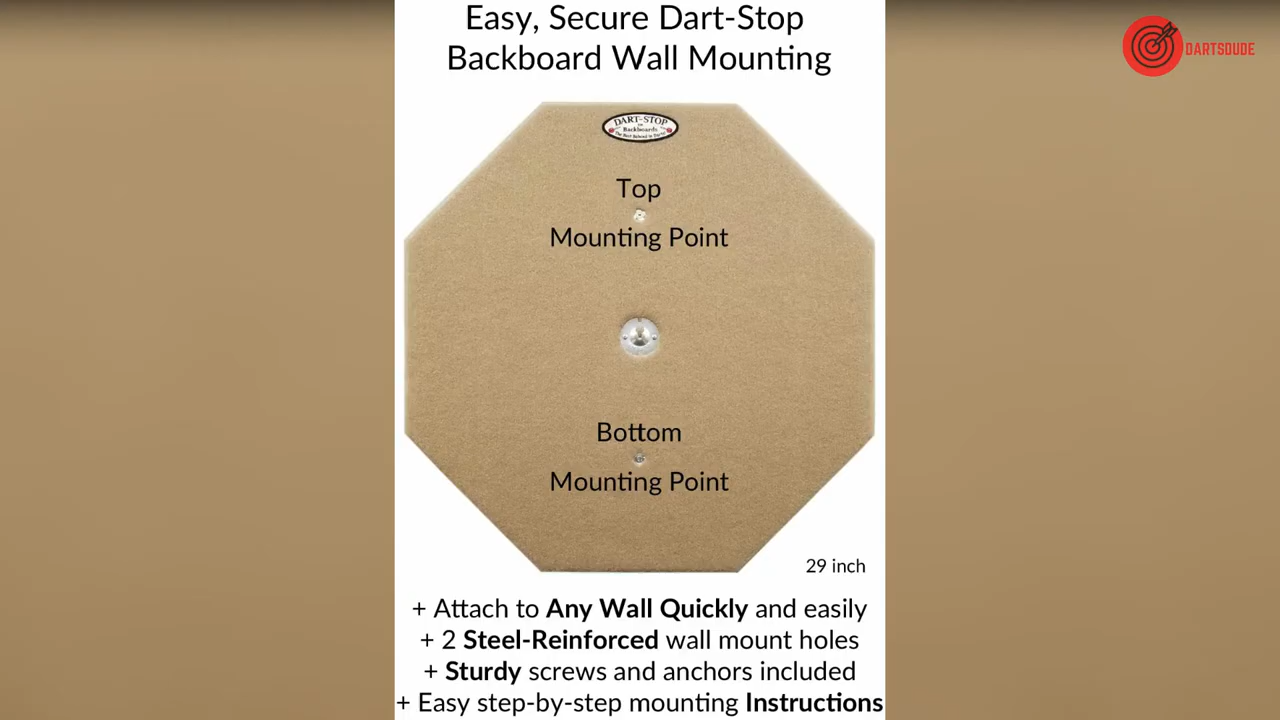 Easy, Secure Dart-Stop
Backboard Wall Mounting
DARTSDUDE
DART-STOP
Backboards
Top
Mounting Point
Bottom
Mounting Point
29 inch
+ Attach to Any Wall Quickly and easily
+ 2 Steel-Reinforced wall mount holes
+ Sturdy screws and anchors included
+ Easy step-by-step mounting Instructions